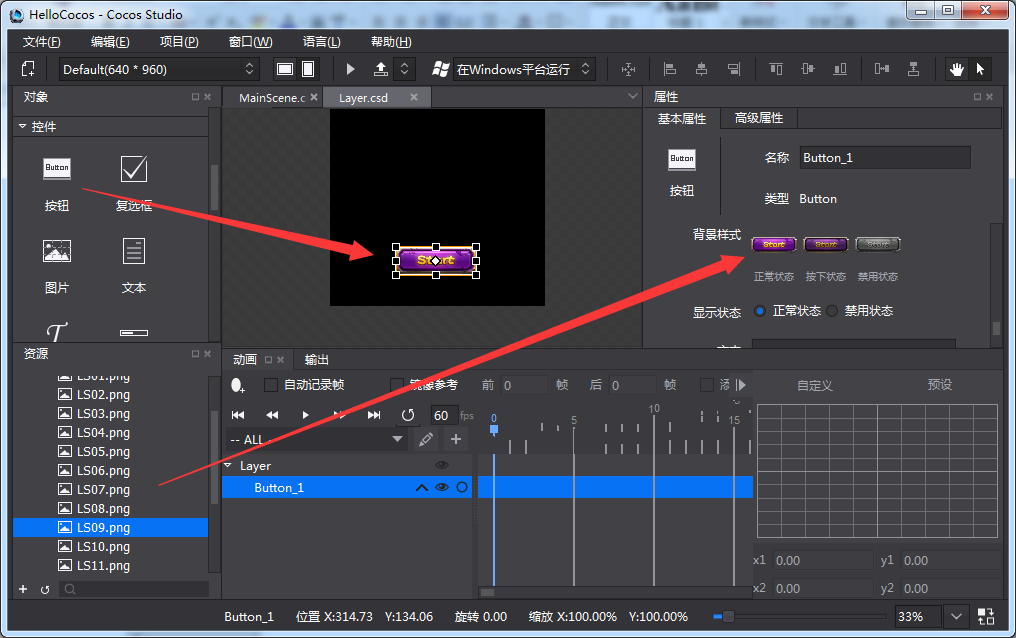 HelloCocos - Cocos Studio
文件(F) 编辑(E) 项目(P) 窗口(W) 语言(L) 帮助(H)
Default(640 * 960) 在Windows平台运行
对象
控件
Button
按钮 复选框
图片 文本
资源
LS01.png
LS02.png
LS03.png
LS04.png
LS05.png
LS06.png
LS07.png
LS08.png
LS09.png
LS10.png
LS11.png
MainScene.c Layer.csd
Start
动画 输出
自动记录帧 镜像参考 前 0 帧 后 0 帧
60 fps
0 5 10 15
-- ALL --
Layer
Button_1
属性
基本属性 高级属性
Button
按钮
名称 Button_1
类型 Button
背景样式 Start Start Start
正常状态 按下状态 禁用状态
显示状态 正常状态 禁用状态
自定义 预设
x1 0.00 y1 0.00
x2 0.00 y2 0.00
Button_1 位置 X:314.73 Y:134.06 旋转 0.00 缩放 X:100.00% Y:100.00% 33%